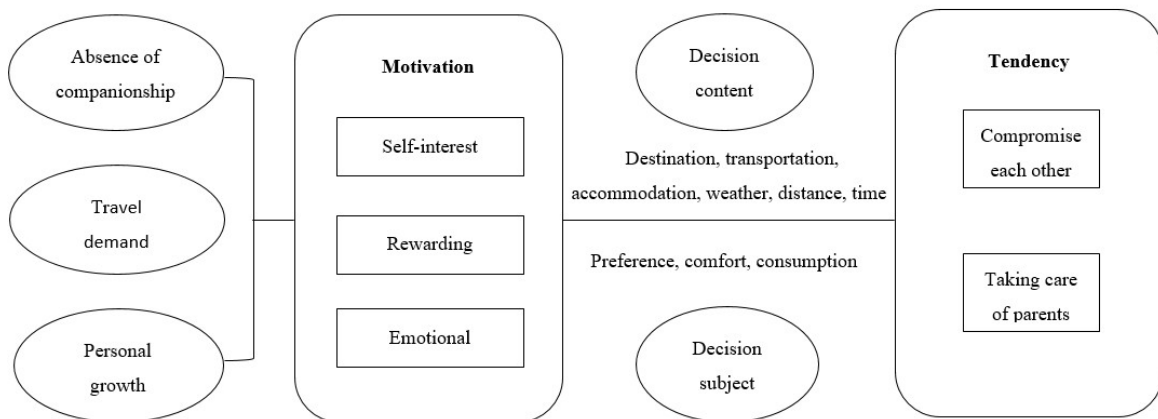 Absence of
companionship
Travel
demand
Personal
growth
Motivation
Self-interest
Rewarding
Emotional
Decision
content
Destination, transportation,
accommodation, weather, distance, time
Preference, comfort, consumption
Decision
subject
Tendency
Compromise
each other
Taking care
of parents